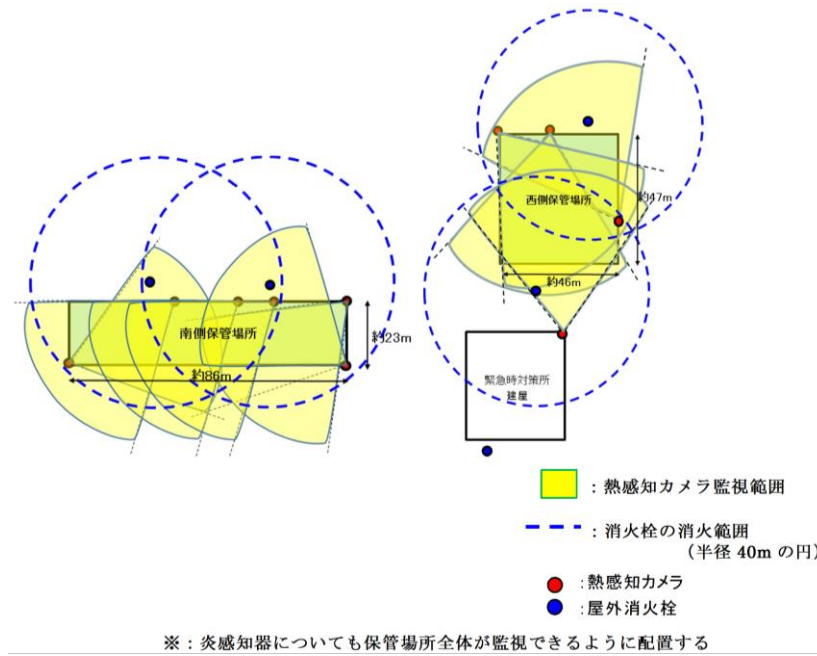 西側保管場所
約47m
約46m
南側保管場所
約23m
約86m
緊急時対策所
建屋
：熱感知カメラ監視範囲
：消火栓の消火範囲
（半径 40m の円）
：熱感知カメラ
：屋外消火栓
※：炎感知器についても保管場所全体が監視できるように配置する